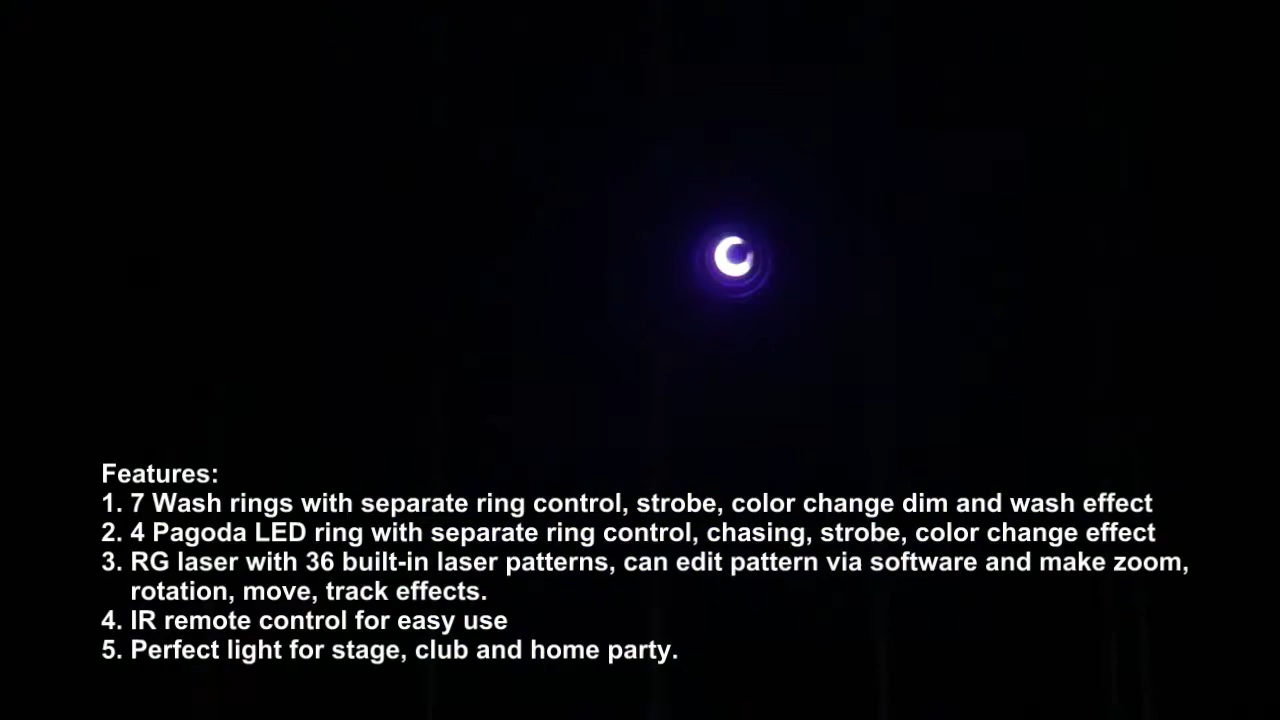 Features:
1. 7 Wash rings with separate ring control, strobe, color change dim and wash effect
2. 4 Pagoda LED ring with separate ring control, chasing, strobe, color change effect
3. RG laser with 36 built-in laser patterns, can edit pattern via software and make zoom,
rotation, move, track effects.
4. IR remote control for easy use
5. Perfect light for stage, club and home party.